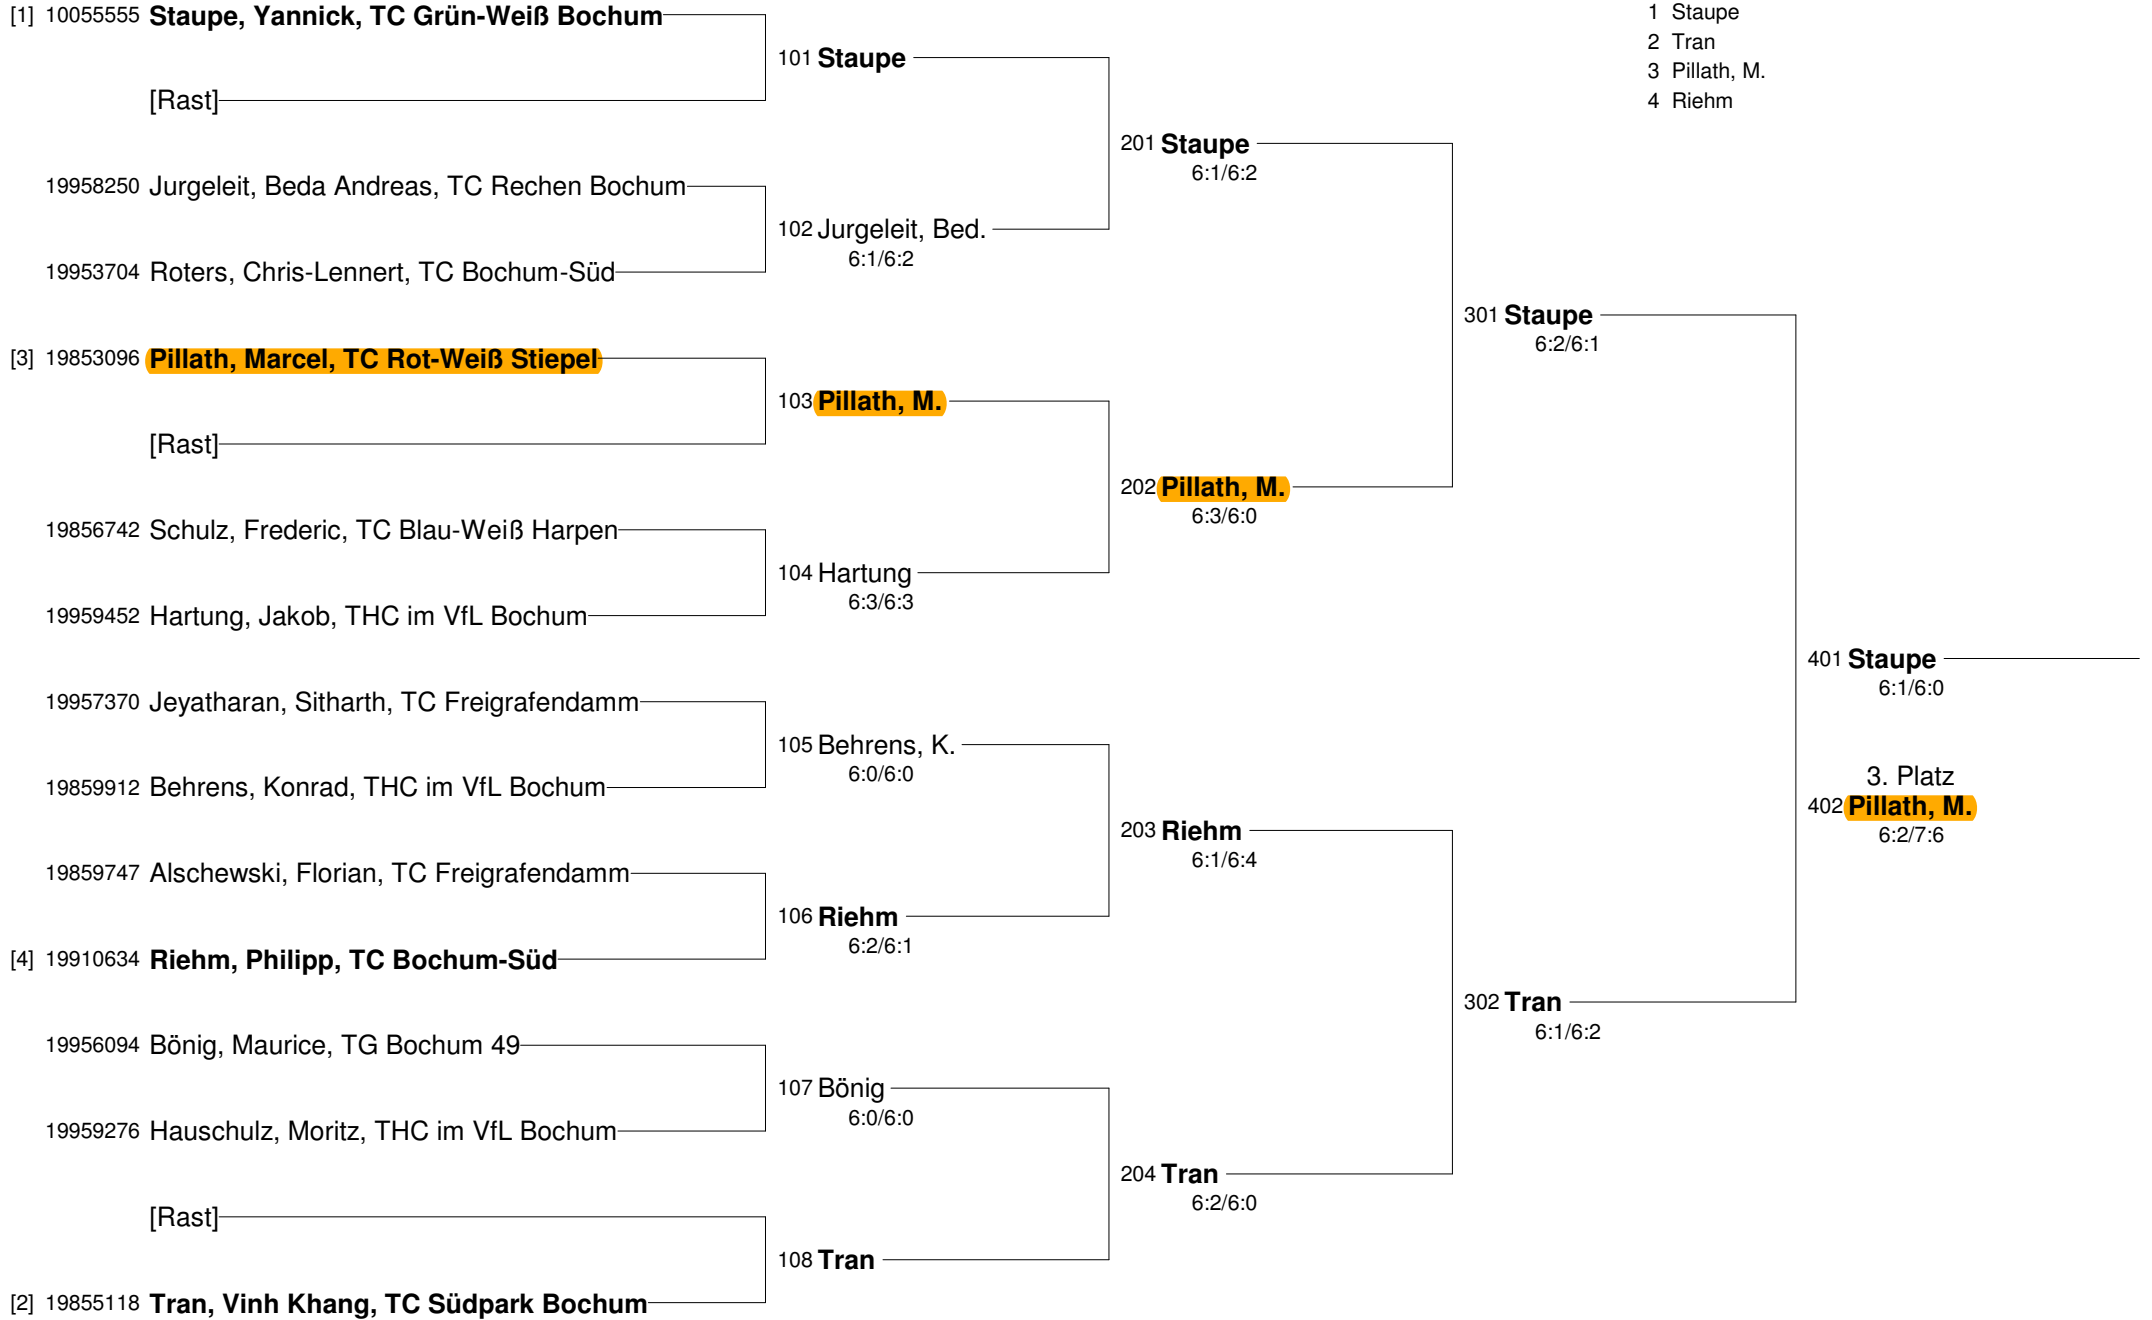 [1] 10055555 Staupe, Yannick, TC Grün-Weiß Bochum
[Rast]
19958250 Jurgeleit, Beda Andreas, TC Rechen Bochum
19953704 Roters, Chris-Lennert, TC Bochum-Süd
[3] 19853096 Pillath, Marcel, TC Rot-Weiß Stiepel
[Rast]
19856742 Schulz, Frederic, TC Blau-Weiß Harpen
19959452 Hartung, Jakob, THC im VfL Bochum
19957370 Jeyatharan, Sitharth, TC Freigrafendamm
19859912 Behrens, Konrad, THC im VfL Bochum
19859747 Alschewski, Florian, TC Freigrafendamm
[4] 19910634 Riehm, Philipp, TC Bochum-Süd
19956094 Bönig, Maurice, TG Bochum 49
19959276 Hauschulz, Moritz, THC im VfL Bochum
[Rast]
[2] 19855118 Tran, Vinh Khang, TC Südpark Bochum
101 Staupe
102 Jurgeleit, Bed.
6:1/6:2
103 Pillath, M.
104 Hartung
6:3/6:3
105 Behrens, K.
6:0/6:0
106 Riehm
6:2/6:1
107 Bönig
6:0/6:0
108 Tran
201 Staupe
6:1/6:2
202 Pillath, M.
6:3/6:0
203 Riehm
6:1/6:4
204 Tran
6:2/6:0
301 Staupe
6:2/6:1
302 Tran
6:1/6:2
401 Staupe
6:1/6:0
3. Platz
402 Pillath, M.
6:2/7:6
1 Staupe
2 Tran
3 Pillath, M.
4 Riehm